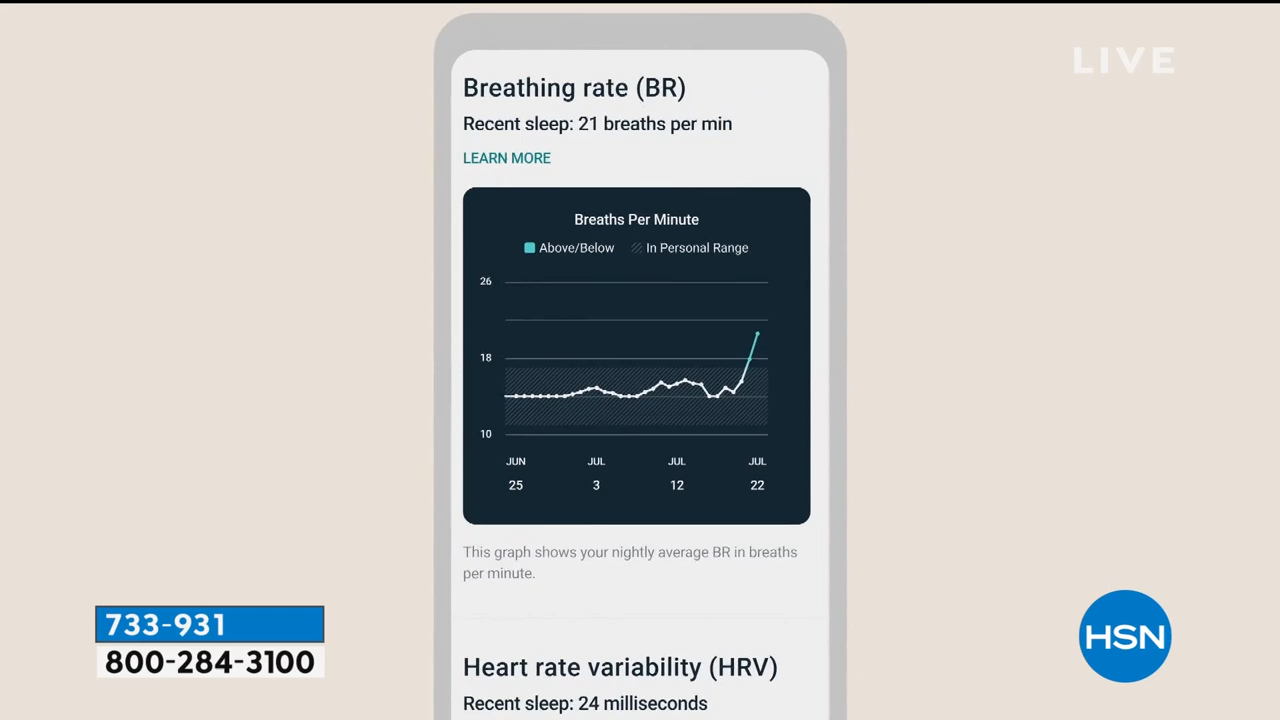 LIVE
Breathing rate (BR)
Recent sleep: 21 breaths per min
LEARN MORE
Breaths Per Minute
Above/Below In Personal Range
26
18
10
JUN JUL JUL JUL
25 3 12 22
This graph shows your nightly average BR in breaths
per minute.
733-931
800-284-3100
HSN
Heart rate variability (HRV)
Recent sleep: 24 milliseconds